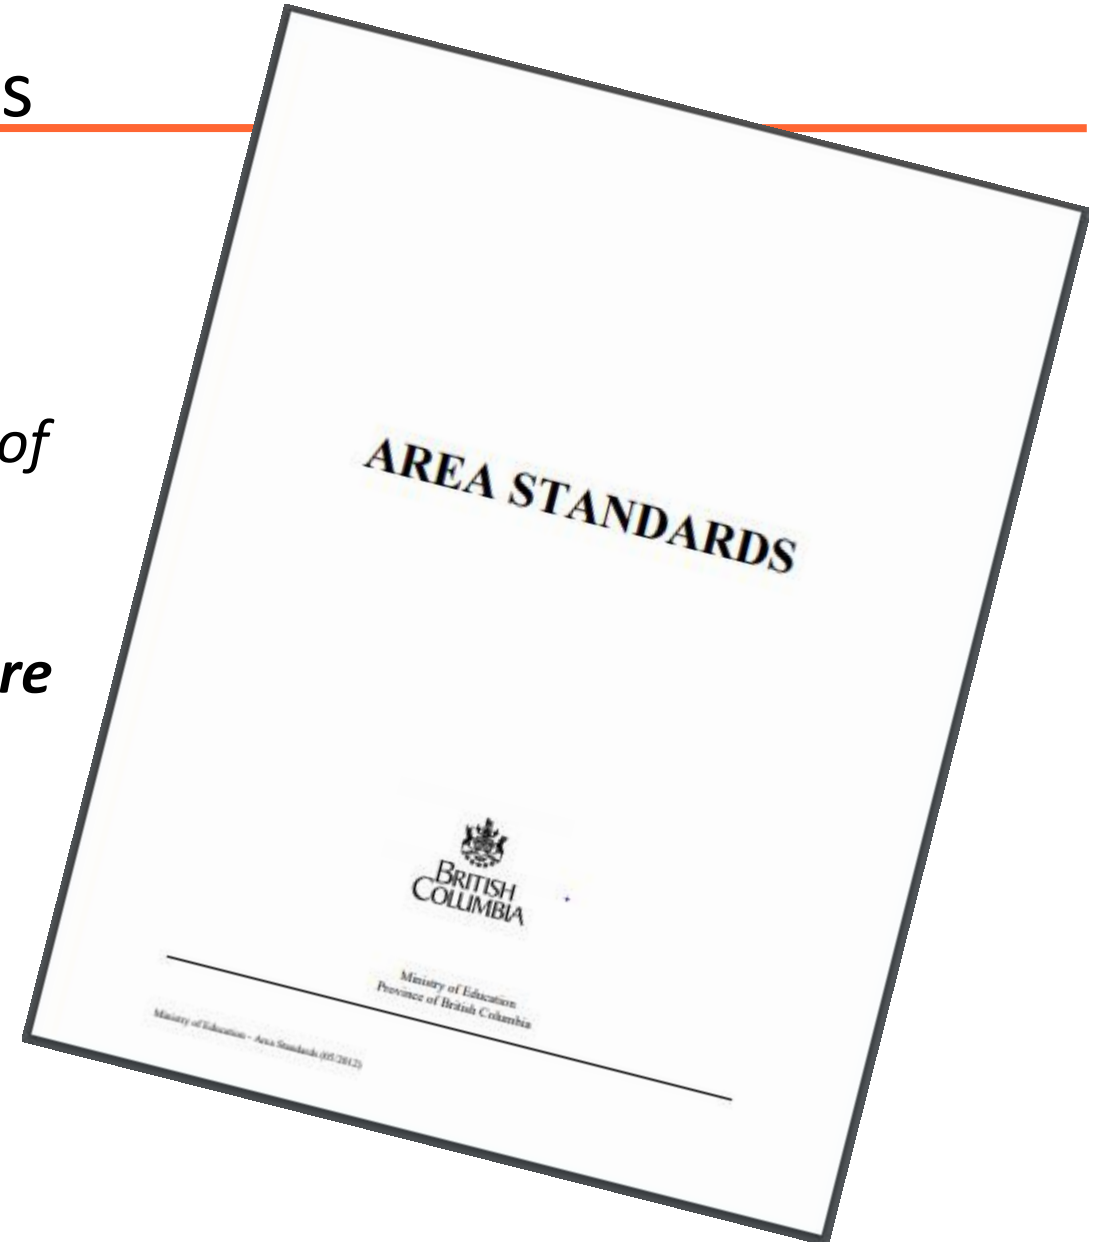 s
of
re
AREA STANDARDS
BRITISH
COLUMBIA
Ministry of Education
Province of British Columbia
Ministry of Education - Area Standards (05/2012)